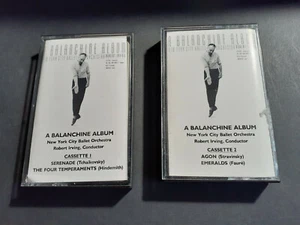 A BALANCHINE ALBUM
New York City Ballet Orchestra
Robert Irving, Conductor
CASSETTE 1
SERENADE (Tchaikovsky)
THE FOUR TEMPERAMENTS (Hindemith)
A BALANCHINE ALBUM
New York City Ballet Orchestra
Robert Irving, Conductor
CASSETTE 2
AGON (Stravinsky)
EMERALDS (Fauré)